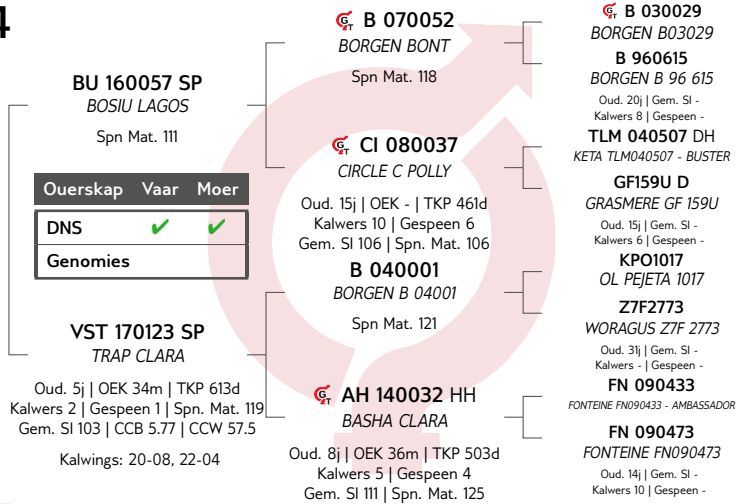 4
BU 160057 SP
BOSIU LAGOS
Spn Mat. 111
Ouerskap Vaar Moer
DNS ✔ ✔
Genomies
VST 170123 SP
TRAP CLARA
Oud. 5j | OEK 34m | TKP 613d
Kalwers 2 | Gespeen 1 | Spn. Mat. 119
Gem. SI 103 | CCB 5.77 | CCW 57.5
Kalwings: 20-08, 22-04
GT B 070052
BORGEN BONT
Spn Mat. 118
GT CI 080037
CIRCLE C POLLY
Oud. 15j | OEK - | TKP 461d
Kalwers 10 | Gespeen 6
Gem. SI 106 | Spn. Mat. 106
B 040001
BORGEN B 04001
Spn Mat. 121
GT AH 140032 HH
BASHA CLARA
Oud. 8j | OEK 36m | TKP 503d
Kalwers 5 | Gespeen 4
Gem. SI 111 | Spn. Mat. 125
GT B 030029
BORGEN B03029
B 960615
BORGEN B 96 615
Oud. 20j | Gem. SI -
Kalwers 8 | Gespeen -
TLM 040507 DH
KETA TLM040507 - BUSTER
GF159U D
GRASMERE GF 159U
Oud. 15j | Gem. SI -
Kalwers 6 | Gespeen -
KPO1017
OL PEJETA 1017
Z7F2773
WORAGUS Z7F 2773
Oud. 31j | Gem. SI -
Kalwers - | Gespeen -
FN 090433
FONTEINE FN090433 - AMBASSADOR
FN 090473
FONTEINE FN090473
Oud. 14j | Gem. SI -
Kalwers 10 | Gespeen -